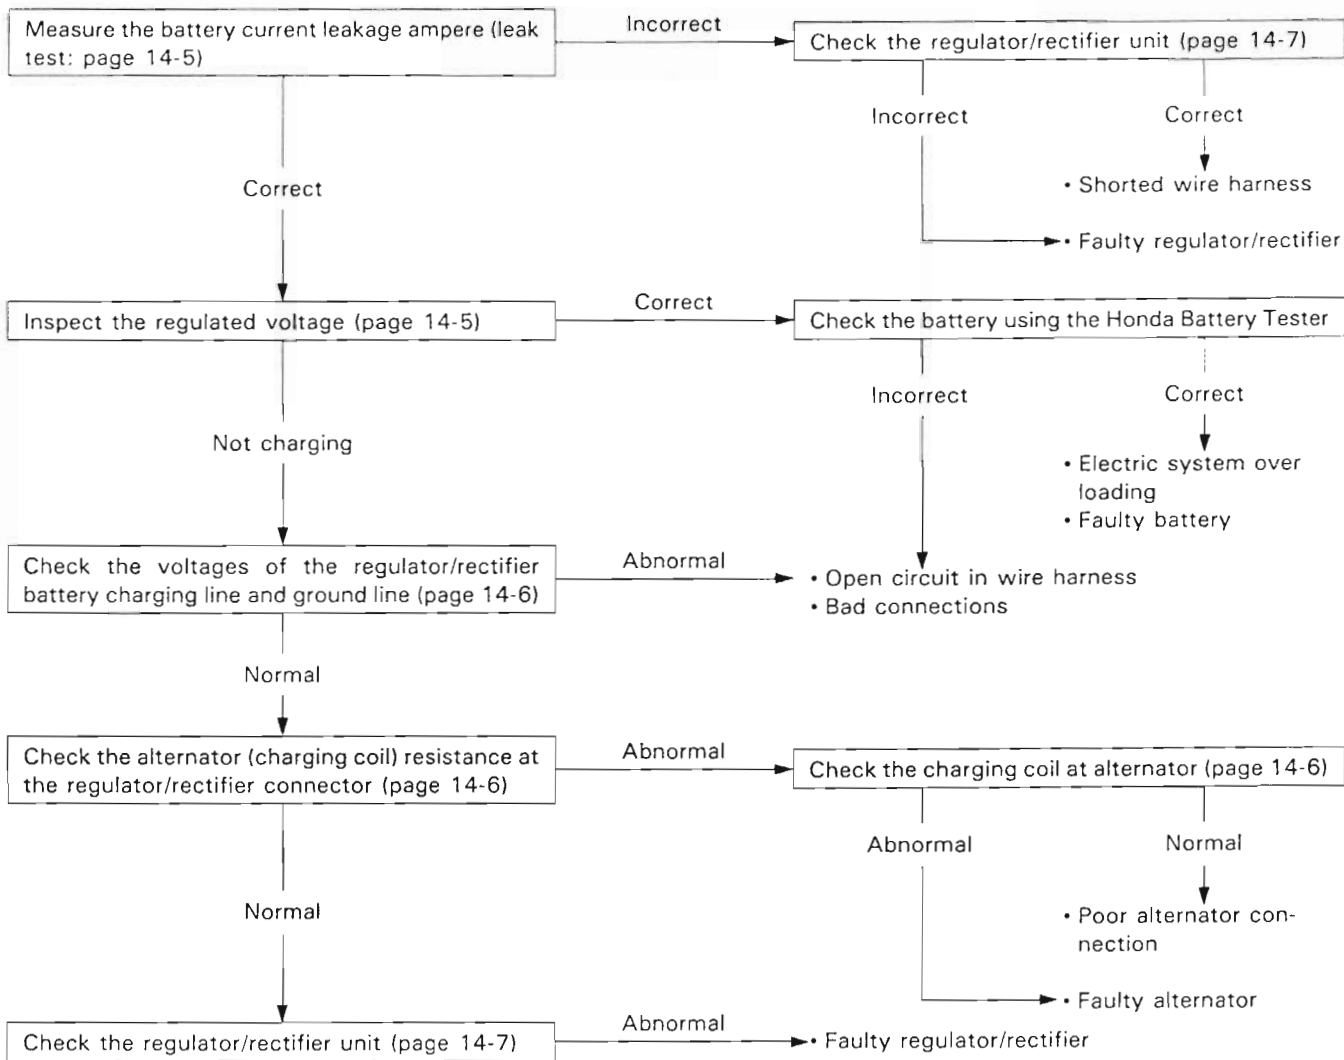 Measure the battery current leakage ampere (leak
test: page 14-5)
Incorrect
Check the regulator/rectifier unit (page 14-7)
Incorrect
Correct
• Shorted wire harness
• Faulty regulator/rectifier
Correct
Inspect the regulated voltage (page 14-5)
Correct
Check the battery using the Honda Battery Tester
Incorrect
Correct
• Electric system over
loading
• Faulty battery
Not charging
Check the voltages of the regulator/rectifier
battery charging line and ground line (page 14-6)
Abnormal
• Open circuit in wire harness
• Bad connections
Normal
Check the alternator (charging coil) resistance at
the regulator/rectifier connector (page 14-6)
Abnormal
Check the charging coil at alternator (page 14-6)
Abnormal
Normal
• Poor alternator con-
nection
• Faulty alternator
Normal
Check the regulator/rectifier unit (page 14-7)
Abnormal
• Faulty regulator/rectifier